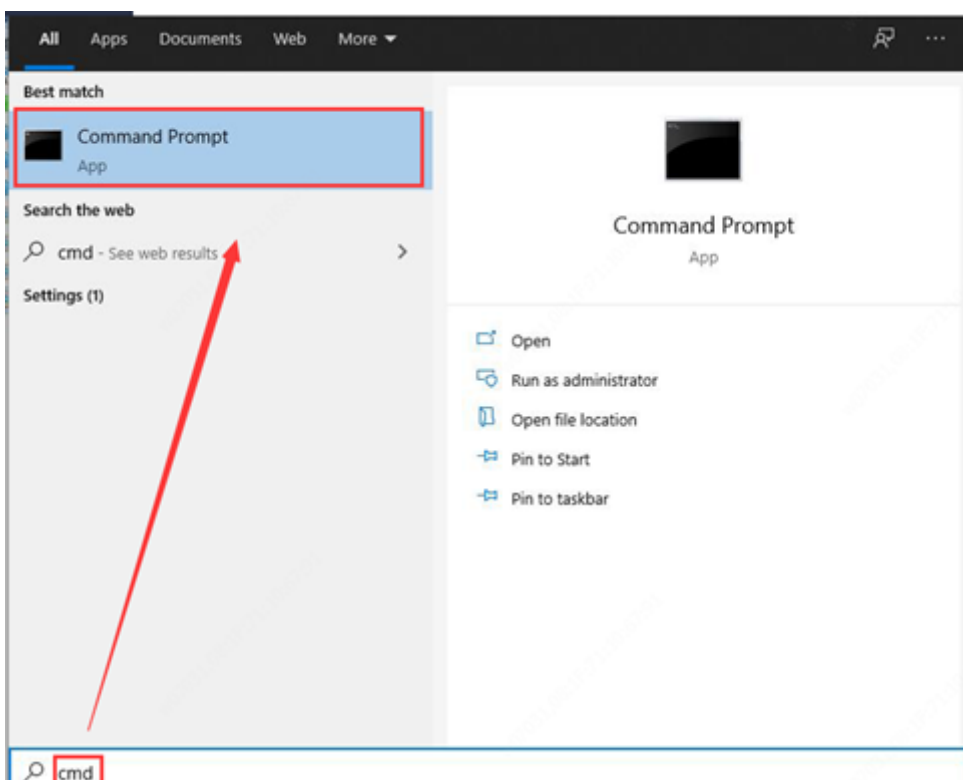 All Apps Documents Web More
Best match
Command Prompt
App
Search the web
cmd - See web results
Settings (1)
Command Prompt
App
Open
Run as administrator
Open file location
Pin to Start
Pin to taskbar
cmd